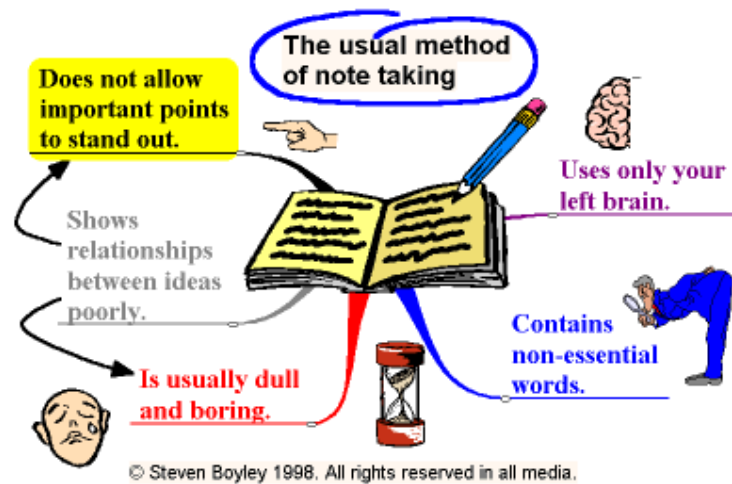 The usual method
of note taking
Does not allow
important points
to stand out.
Uses only your
left brain.
Shows
relationships
between ideas
poorly.
Contains
non-essential
words.
Is usually dull
and boring.
© Steven Boyley 1998. All rights reserved in all media.